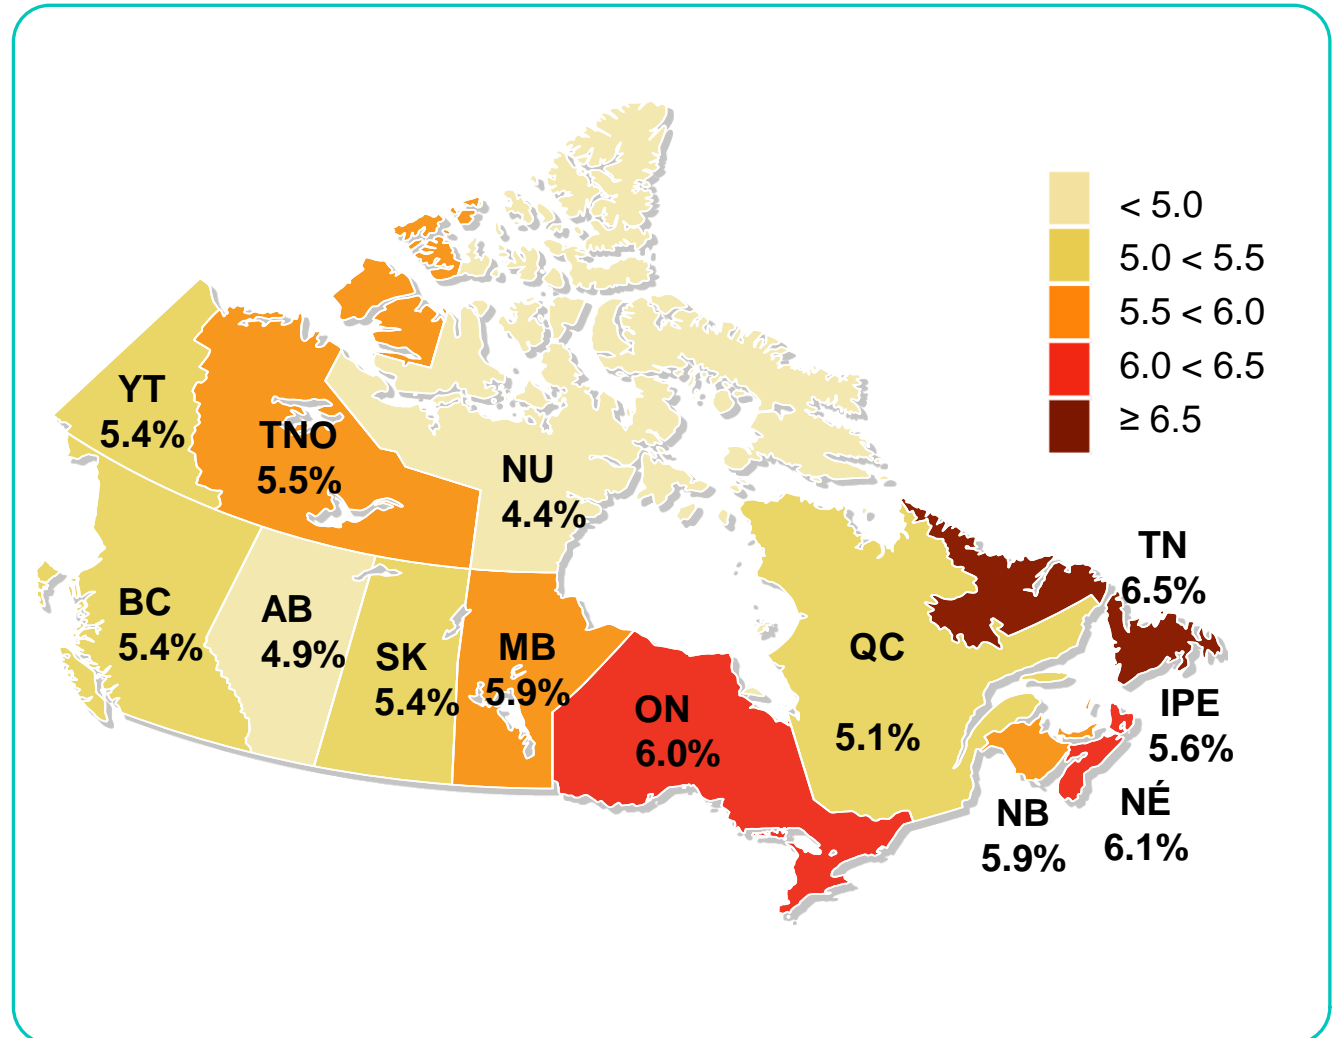 < 5.0
5.0 < 5.5
5.5 < 6.0
6.0 < 6.5
≥ 6.5
YT
5.4%
TNO
5.5%
NU
4.4%
TN
6.5%
BC
5.4%
AB
4.9%
SK
5.4%
MB
5.9%
ON
6.0%
QC
5.1%
IPE
5.6%
NB
5.9%
NÉ
6.1%